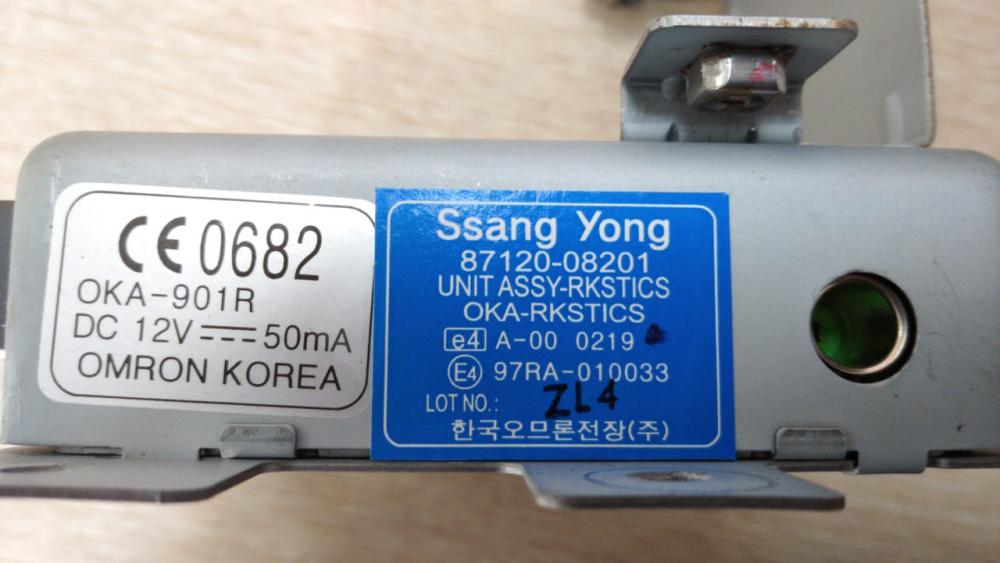 CE 0682
OKA-901R
DC 12V 50mA
OMRON KOREA
Ssang Yong
87120-08201
UNIT ASSY-RKSTICS
OKA-RKSTICS
e4 A-00 0219
E4 97RA-010033
LOT NO.: ZL4
한국오므론전장(주)